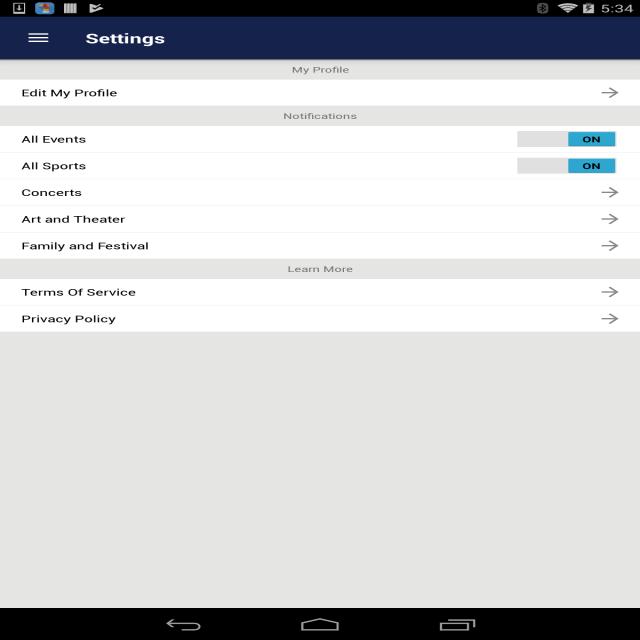 5:34
Settings
My Profile
Edit My Profile
Notifications
All Events ON
All Sports ON
Concerts
Art and Theater
Family and Festival
Learn More
Terms Of Service
Privacy Policy